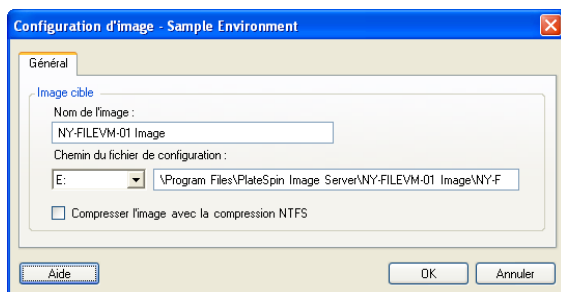 Configuration d'image - Sample Environment
Général
Image cible
Nom de l'image :
NY-FILEVM-01 Image
Chemin du fichier de configuration :
E: \Program Files\PlateSpin Image Server\NY-FILEVM-01 Image\NY-F
Compresser l'image avec la compression NTFS
Aide OK Annuler